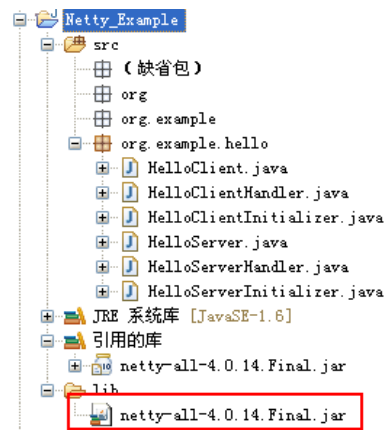 Netty_Example
src
（缺省包）
org
org.example
org.example.hello
HelloClient.java
HelloClientHandler.java
HelloClientInitializer.java
HelloServer.java
HelloServerHandler.java
HelloServerInitializer.java
JRE 系统库 [JavaSE-1.6]
引用的库
netty-all-4.0.14.Final.jar
lib
netty-all-4.0.14.Final.jar